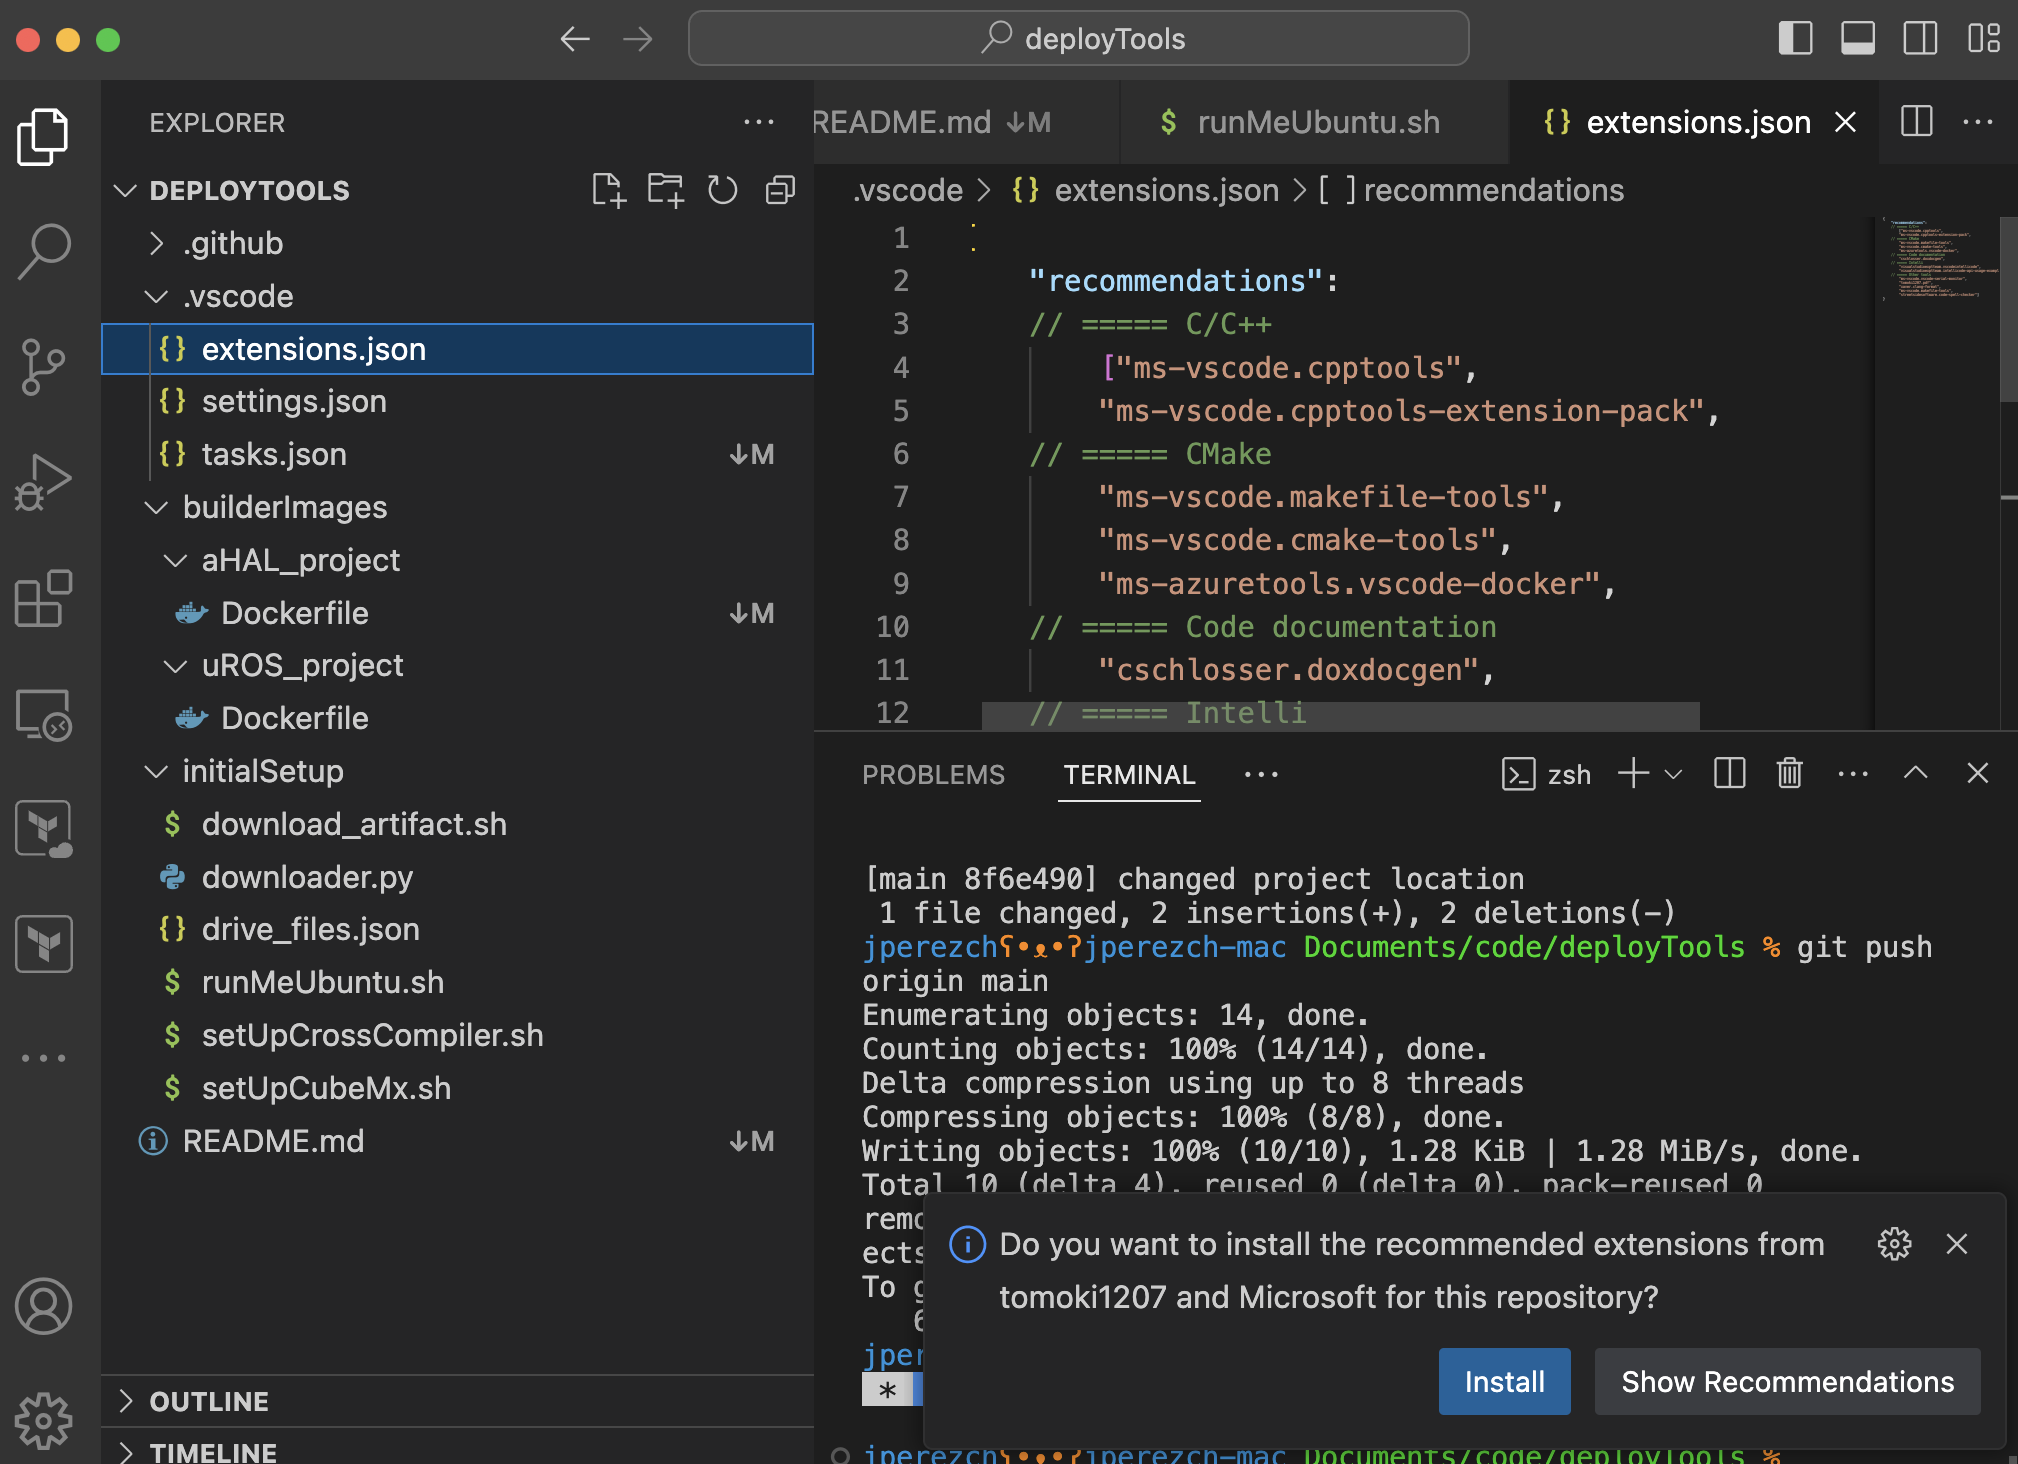 deployTools
EXPLORER
README.md ↓M
$ runMeUbuntu.sh
{} extensions.json
DEPLOYTOOLS
.vscode > {} extensions.json > [ ] recommendations
.github
.vscode
{} extensions.json
{} settings.json
{} tasks.json ↓M
builderImages
aHAL_project
Dockerfile ↓M
uROS_project
Dockerfile
initialSetup
$ download_artifact.sh
downloader.py
{} drive_files.json
$ runMeUbuntu.sh
$ setUpCrossCompiler.sh
$ setUpCubeMx.sh
README.md ↓M
OUTLINE
TIMELINE
1
2 "recommendations":
3 // ===== C/C++
4 ["ms-vscode.cpptools",
5 "ms-vscode.cpptools-extension-pack",
6 // ===== CMake
7 "ms-vscode.makefile-tools",
8 "ms-vscode.cmake-tools",
9 "ms-azuretools.vscode-docker",
10 // ===== Code documentation
11 "cschlosser.doxdocgen",
12 // ===== Intelli
PROBLEMS TERMINAL ··· zsh
[main 8f6e490] changed project location
1 file changed, 2 insertions(+), 2 deletions(-)
jperezchʕ•ᴥ•ʔjperezch-mac Documents/code/deployTools % git push
origin main
Enumerating objects: 14, done.
Counting objects: 100% (14/14), done.
Delta compression using up to 8 threads
Compressing objects: 100% (8/8), done.
Writing objects: 100% (10/10), 1.28 KiB | 1.28 MiB/s, done.
Total 10 (delta 4), reused 0 (delta 0), pack-reused 0
remo
ects
To g
6
jper
*
jperezchʕ•ᴥ•ʔjperezch-mac Documents/code/deployTools %
Do you want to install the recommended extensions from
tomoki1207 and Microsoft for this repository?
Install
Show Recommendations